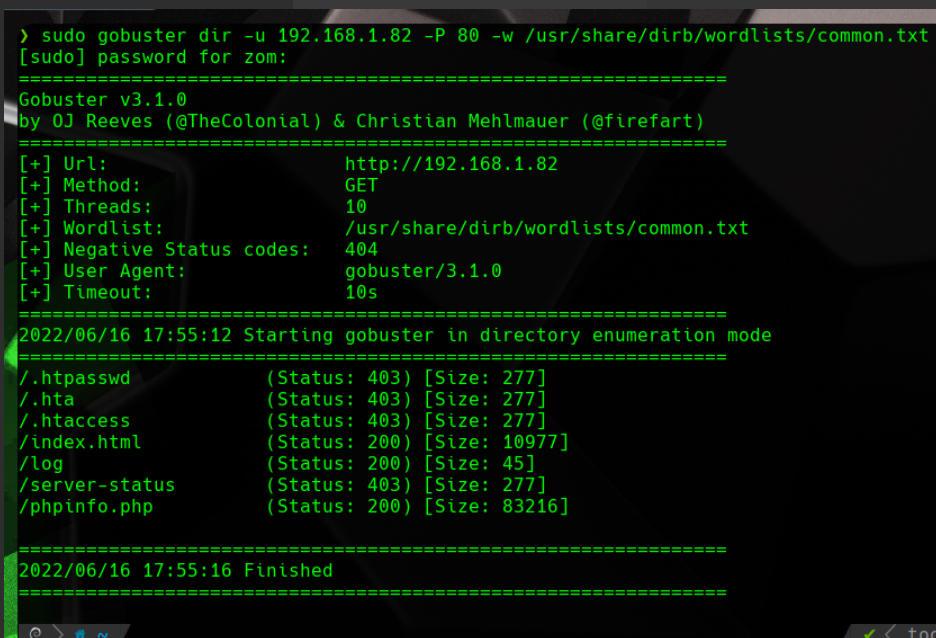 ❯ sudo gobuster dir -u 192.168.1.82 -P 80 -w /usr/share/dirb/wordlists/common.txt
[sudo] password for zom:
===============================================================
Gobuster v3.1.0
by OJ Reeves (@TheColonial) & Christian Mehlmauer (@firefart)
===============================================================
[+] Url:                     http://192.168.1.82
[+] Method:                  GET
[+] Threads:                 10
[+] Wordlist:                /usr/share/dirb/wordlists/common.txt
[+] Negative Status codes:   404
[+] User Agent:              gobuster/3.1.0
[+] Timeout:                 10s
===============================================================
2022/06/16 17:55:12 Starting gobuster in directory enumeration mode
===============================================================
/.htpasswd            (Status: 403) [Size: 277]
/.hta                 (Status: 403) [Size: 277]
/.htaccess            (Status: 403) [Size: 277]
/index.html           (Status: 200) [Size: 10977]
/log                  (Status: 200) [Size: 45]
/server-status        (Status: 403) [Size: 277]
/phpinfo.php          (Status: 200) [Size: 83216]
===============================================================
2022/06/16 17:55:16 Finished
===============================================================
~